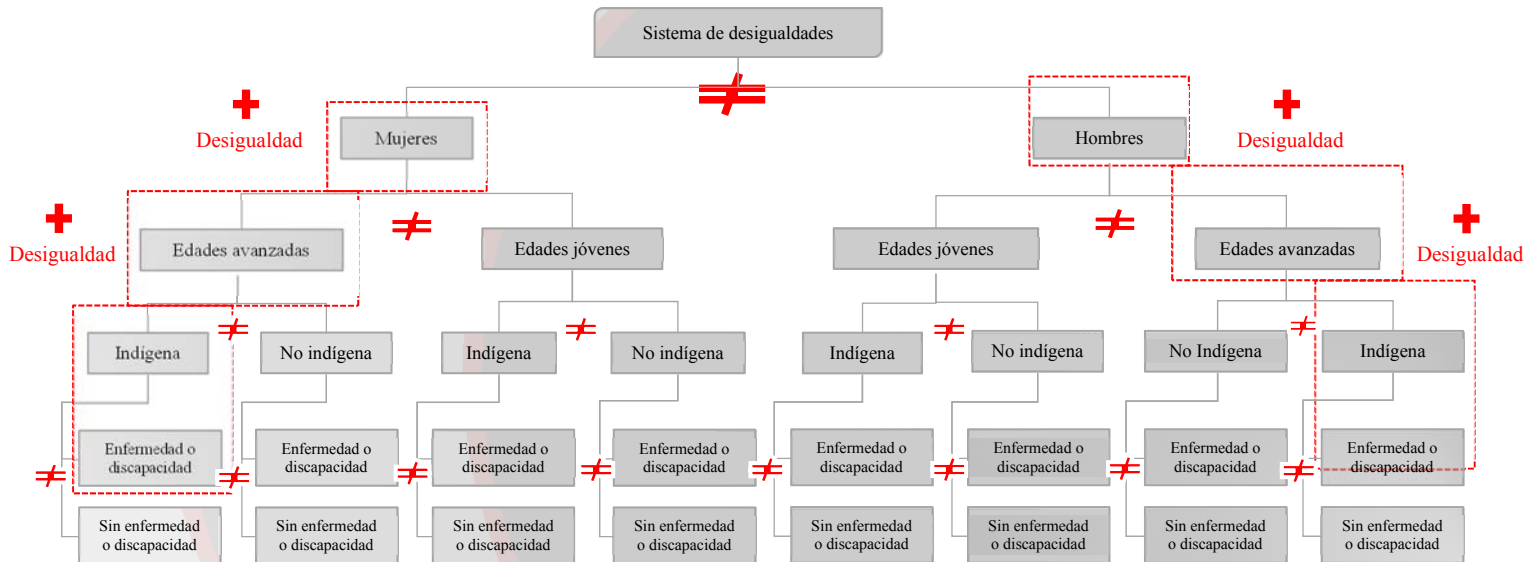 Sistema de desigualdades
Mujeres
Hombres
Desigualdad
Desigualdad
Desigualdad
Desigualdad
Edades avanzadas
Edades jóvenes
Edades jóvenes
Edades avanzadas
Indígena
No indígena
Indígena
No indígena
Indígena
No indígena
No Indígena
Indígena
Enfermedad o
discapacidad
Enfermedad o
discapacidad
Enfermedad o
discapacidad
Enfermedad o
discapacidad
Enfermedad o
discapacidad
Enfermedad o
discapacidad
Enfermedad o
discapacidad
Enfermedad o
discapacidad
Sin enfermedad
o discapacidad
Sin enfermedad
o discapacidad
Sin enfermedad
o discapacidad
Sin enfermedad
o discapacidad
Sin enfermedad
o discapacidad
Sin enfermedad
o discapacidad
Sin enfermedad
o discapacidad
Sin enfermedad
o discapacidad